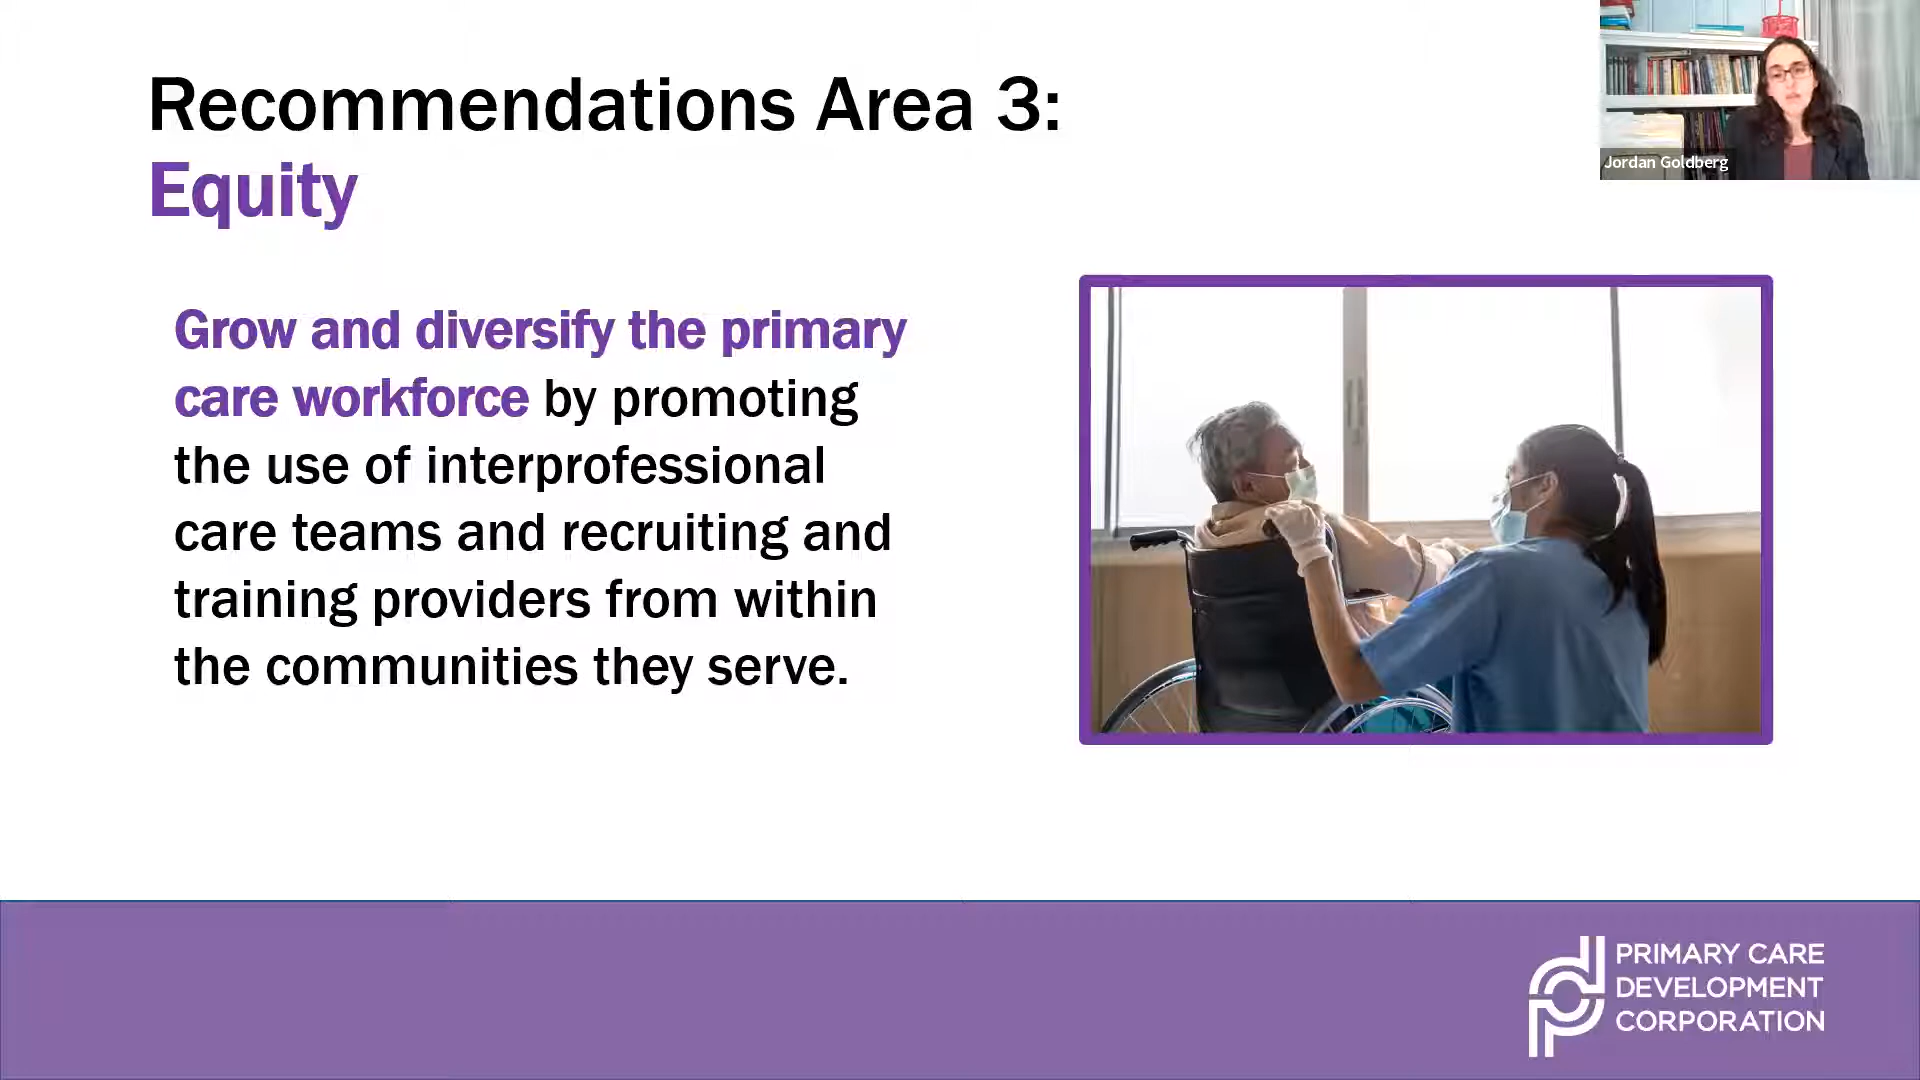 Recommendations Area 3:
Equity
Jordan Goldberg
Grow and diversify the primary
care workforce by promoting
the use of interprofessional
care teams and recruiting and
training providers from within
the communities they serve.
PRIMARY CARE
DEVELOPMENT
CORPORATION